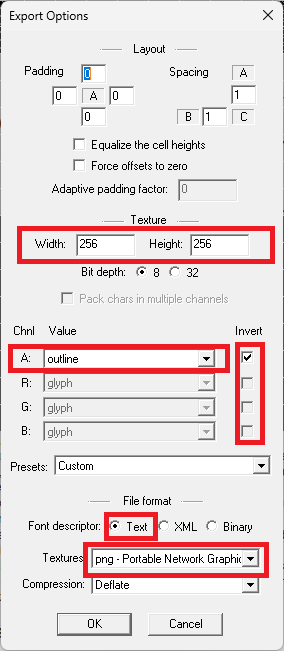 Export Options
Layout
Padding 0 Spacing A
0 A 0 1
0 B 1 C
Equalize the cell heights
Force offsets to zero
Adaptive padding factor: 0
Texture
Width: 256 Height: 256
Bit depth: 8 32
Pack chars in multiple channels
Chnl Value Invert
A: outline
R: glyph
G: glyph
B: glyph
Presets: Custom
File format
Font descriptor: Text XML Binary
Textures: png - Portable Network Graphic
Compression: Deflate
OK Cancel